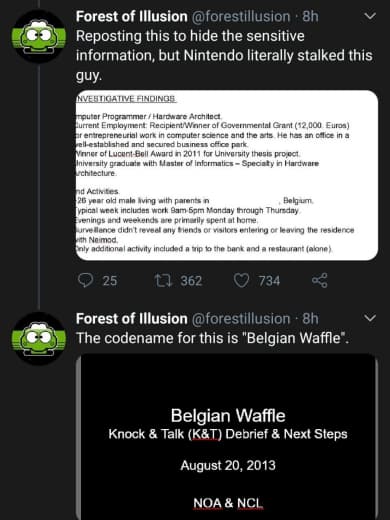 Forest of Illusion @forestillusion · 8h
Reposting this to hide the sensitive
information, but Nintendo literally stalked this
guy.
NVESTIGATIVE FINDINGS
mputer Programmer / Hardware Architect.
Current Employment: Recipient/Winner of Governmental Grant (12,000. Euros)
or entrepreneurial work in computer science and the arts. He has an office in a
well-established and secured business office park.
Winner of Lucent-Bell Award in 2011 for University thesis project.
University graduate with Master of Informatics – Specialty in Hardware
Architecture.
nd Activities.
26 year old male living with parents in , Belgium.
Typical week includes work 9am-5pm Monday through Thursday.
Evenings and weekends are primarily spent at home.
Surveillance didn't reveal any friends or visitors entering or leaving the residence
with Neimod.
Only additional activity included a trip to the bank and a restaurant (alone).
25 362 734
Forest of Illusion @forestillusion · 8h
The codename for this is "Belgian Waffle".
Belgian Waffle
Knock & Talk (K&T) Debrief & Next Steps
August 20, 2013
NOA & NCL